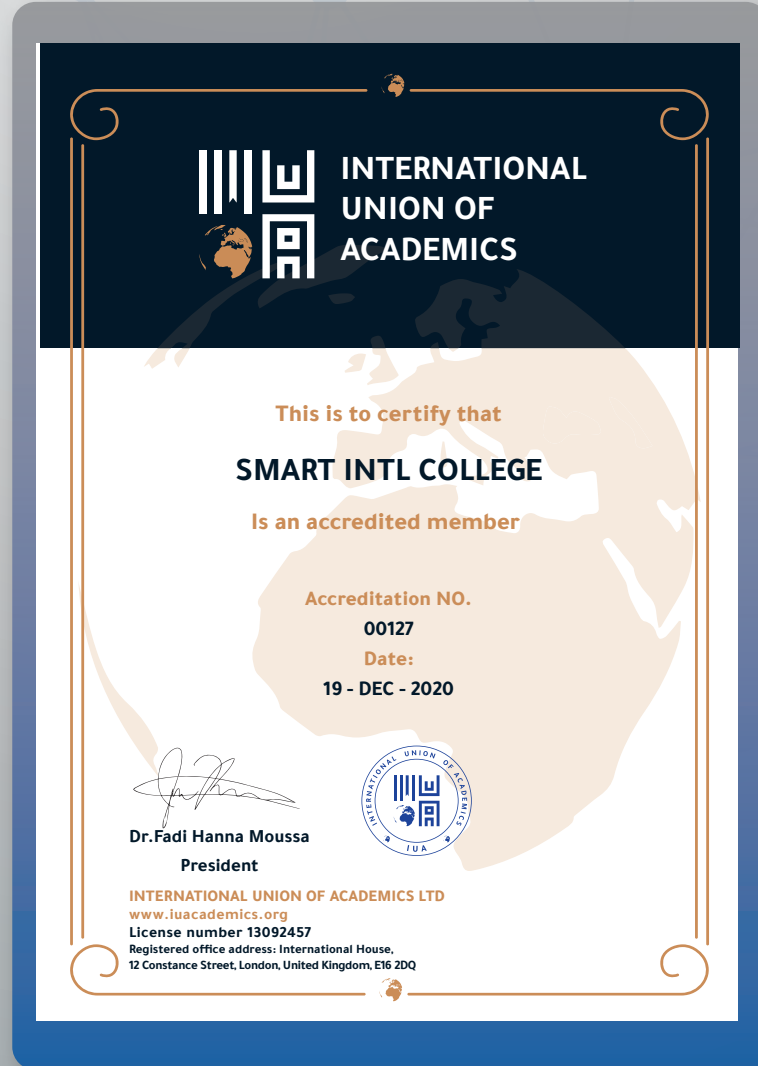 INTERNATIONAL
UNION OF
ACADEMICS
This is to certify that
SMART INTL COLLEGE
Is an accredited member
Accreditation NO.
00127
Date:
19 - DEC - 2020
INTERNATIONAL UNION OF ACADEMICS
IUA
Dr.Fadi Hanna Moussa
President
INTERNATIONAL UNION OF ACADEMICS LTD
www.iuacademics.org
License number 13092457
Registered office address: International House,
12 Constance Street, London, United Kingdom, E16 2DQ